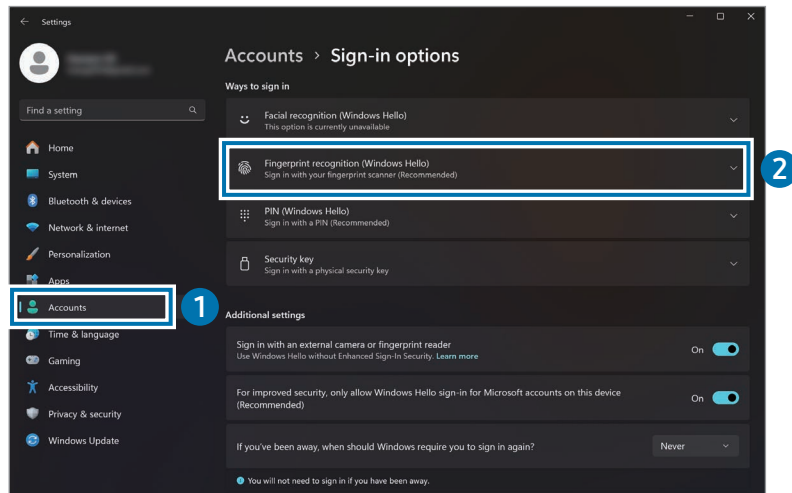 Settings
Accounts > Sign-in options
Ways to sign in
Find a setting
Facial recognition (Windows Hello)
This option is currently unavailable
Home
Fingerprint recognition (Windows Hello)
Sign in with your fingerprint scanner (Recommended)
2
System
Bluetooth & devices
PIN (Windows Hello)
Sign in with a PIN (Recommended)
Network & internet
Personalization
Security key
Sign in with a physical security key
Apps
Accounts
1
Additional settings
Time & language
Sign in with an external camera or fingerprint reader
Use Windows Hello without Enhanced Sign-In Security. Learn more
On
Gaming
Accessibility
For improved security, only allow Windows Hello sign-in for Microsoft accounts on this device
(Recommended)
On
Privacy & security
Windows Update
If you've been away, when should Windows require you to sign in again?
Never
You will not need to sign in if you have been away.